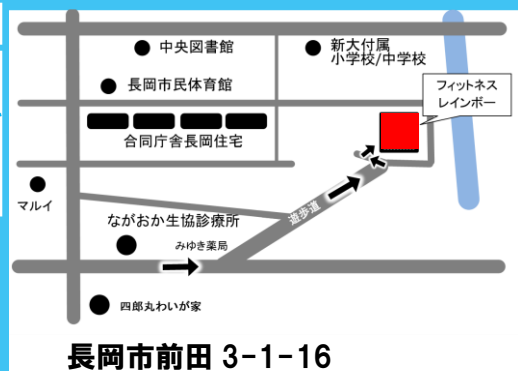 中央図書館
新大付属
小学校/中学校
長岡市民体育館
フィットネス
レインボー
合同庁舎長岡住宅
マルイ
遊歩道
ながおか生協診療所
みゆき薬局
四郎丸わいが家
長岡市前田 3-1-16